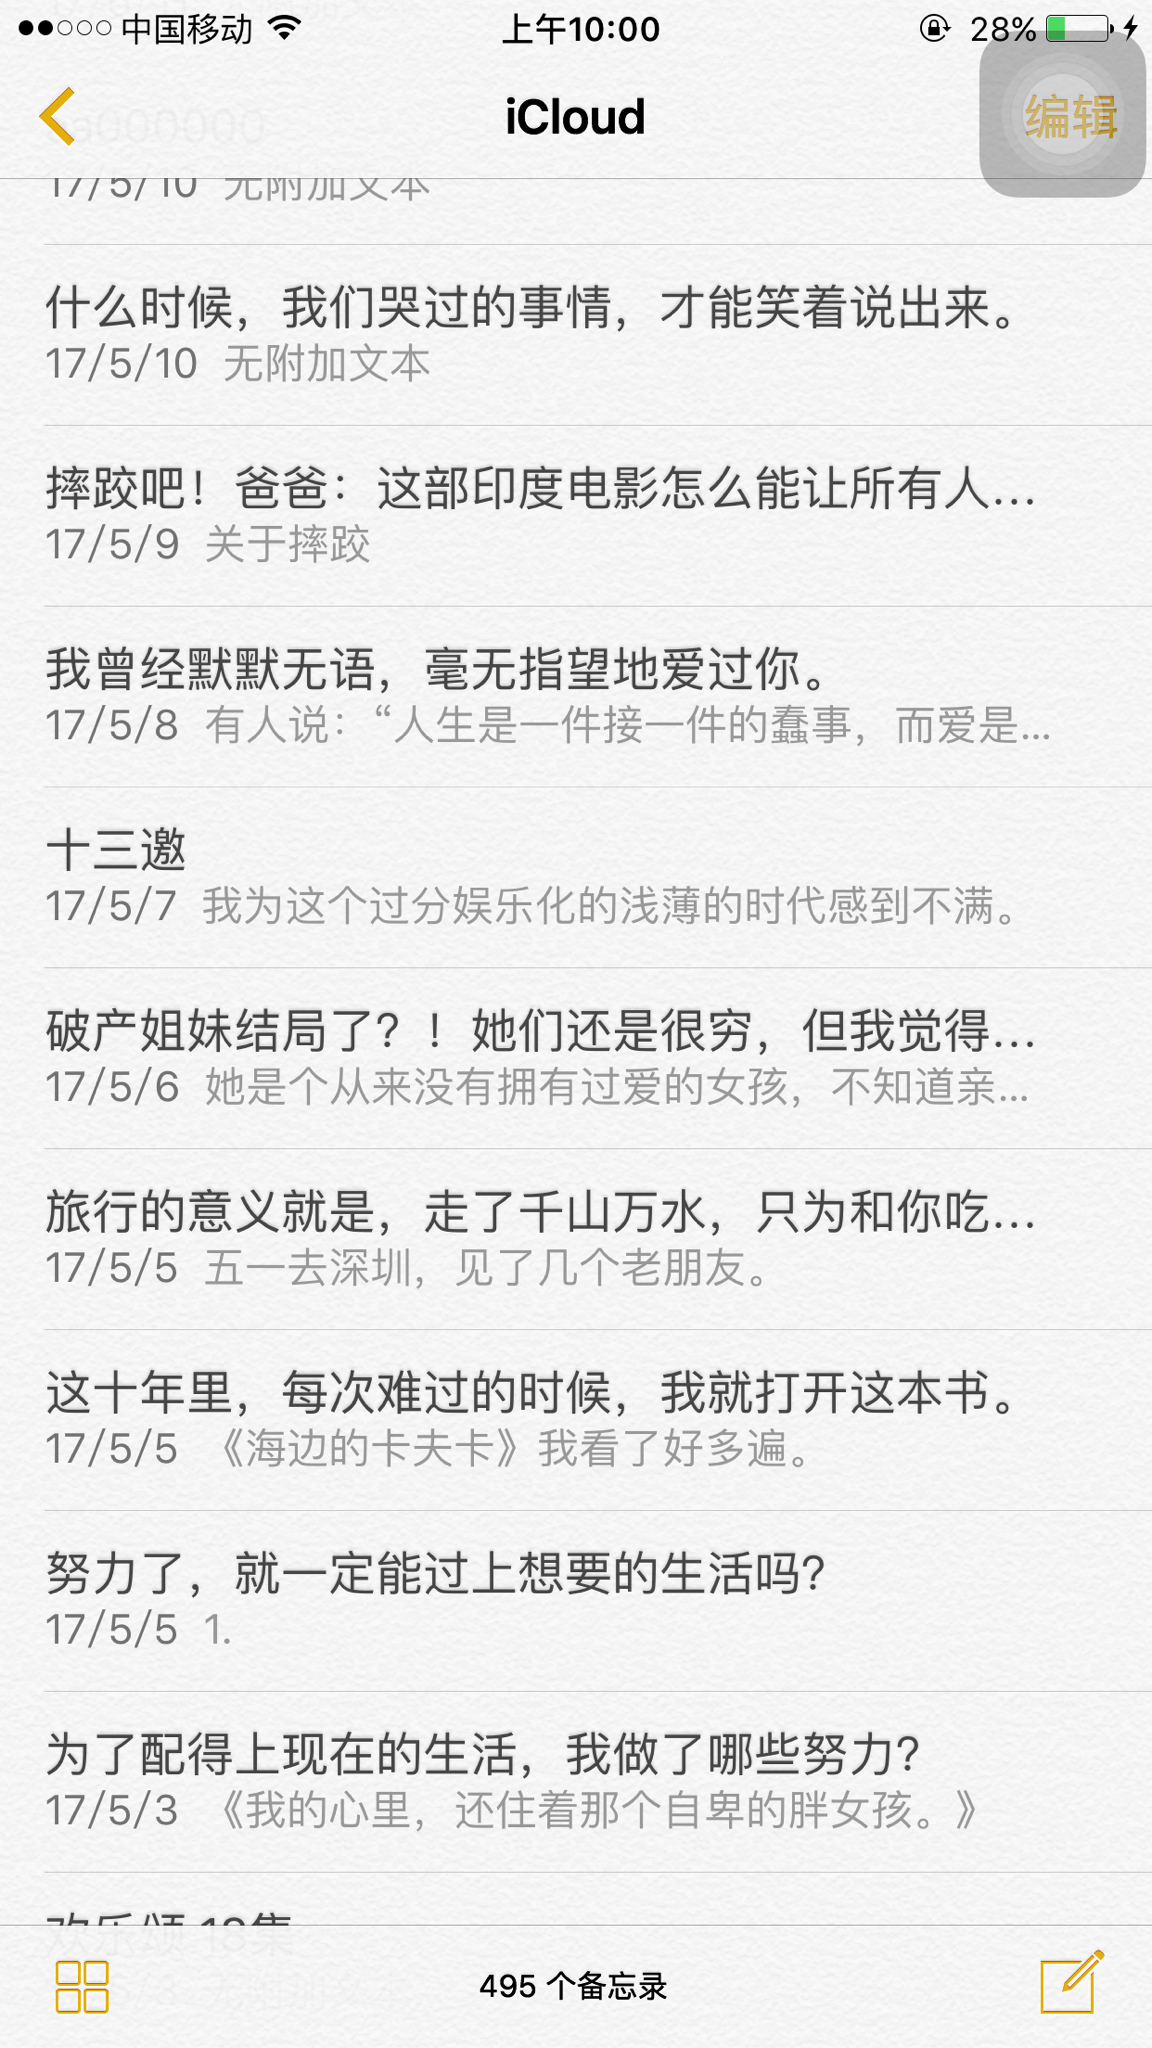 中国移动 上午10:00 28%
iCloud 编辑
17/5/10 无附加文本
什么时候，我们哭过的事情，才能笑着说出来。
17/5/10 无附加文本
摔跤吧！爸爸：这部印度电影怎么能让所有人...
17/5/9 关于摔跤
我曾经默默无语，毫无指望地爱过你。
17/5/8 有人说：“人生是一件接一件的蠢事，而爱是...
十三邀
17/5/7 我为这个过分娱乐化的浅薄的时代感到不满。
破产姐妹结局了？！她们还是很穷，但我觉得...
17/5/6 她是个从来没有拥有过爱的女孩，不知道亲...
旅行的意义就是，走了千山万水，只为和你吃...
17/5/5 五一去深圳，见了几个老朋友。
这十年里，每次难过的时候，我就打开这本书。
17/5/5 《海边的卡夫卡》我看了好多遍。
努力了，就一定能过上想要的生活吗？
17/5/5 1.
为了配得上现在的生活，我做了哪些努力？
17/5/3 《我的心里，还住着那个自卑的胖女孩。》
欢乐颂 18集
495 个备忘录